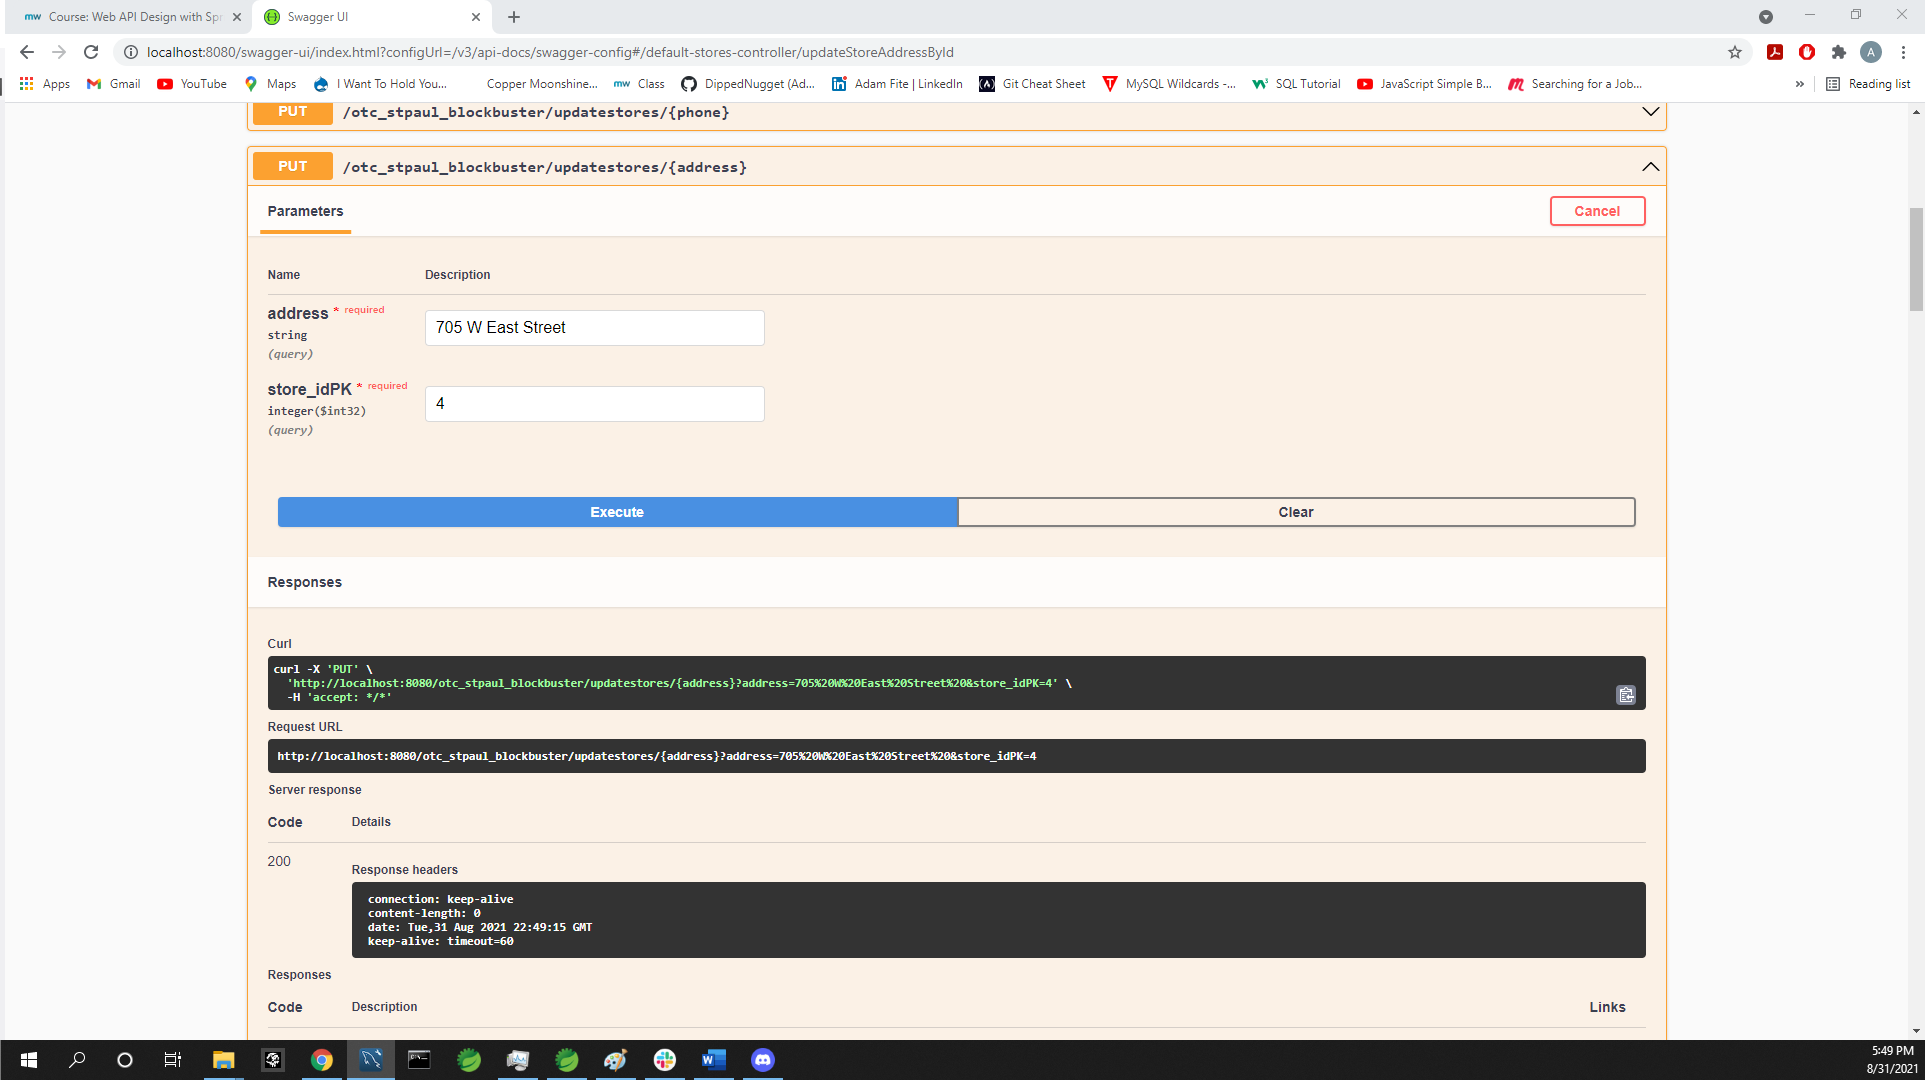 mw Course: Web API Design with Spr
Swagger UI
localhost:8080/swagger-ui/index.html?configUrl=/v3/api-docs/swagger-config#/default-stores-controller/updateStoreAddressById
A
Apps Gmail YouTube Maps I Want To Hold You... Copper Moonshine... mw Class DippedNugget (Ad... Adam Fite | LinkedIn Git Cheat Sheet MySQL Wildcards -... SQL Tutorial JavaScript Simple B... Searching for a Job... » Reading list
PUT /otc_stpaul_blockbuster/updatestores/{phone}
PUT /otc_stpaul_blockbuster/updatestores/{address}
Parameters
Cancel
Name Description
address * required
string
(query)
705 W East Street
store_idPK * required
integer($int32)
(query)
4
Execute Clear
Responses
Curl
curl -X 'PUT' \
'http://localhost:8080/otc_stpaul_blockbuster/updatestores/{address}?address=705%20W%20East%20Street%20&store_idPK=4' \
-H 'accept: */*'
Request URL
http://localhost:8080/otc_stpaul_blockbuster/updatestores/{address}?address=705%20W%20East%20Street%20&store_idPK=4
Server response
Code Details
200
Response headers
connection: keep-alive
content-length: 0
date: Tue,31 Aug 2021 22:49:15 GMT
keep-alive: timeout=60
Responses
Code Description Links
5:49 PM
8/31/2021